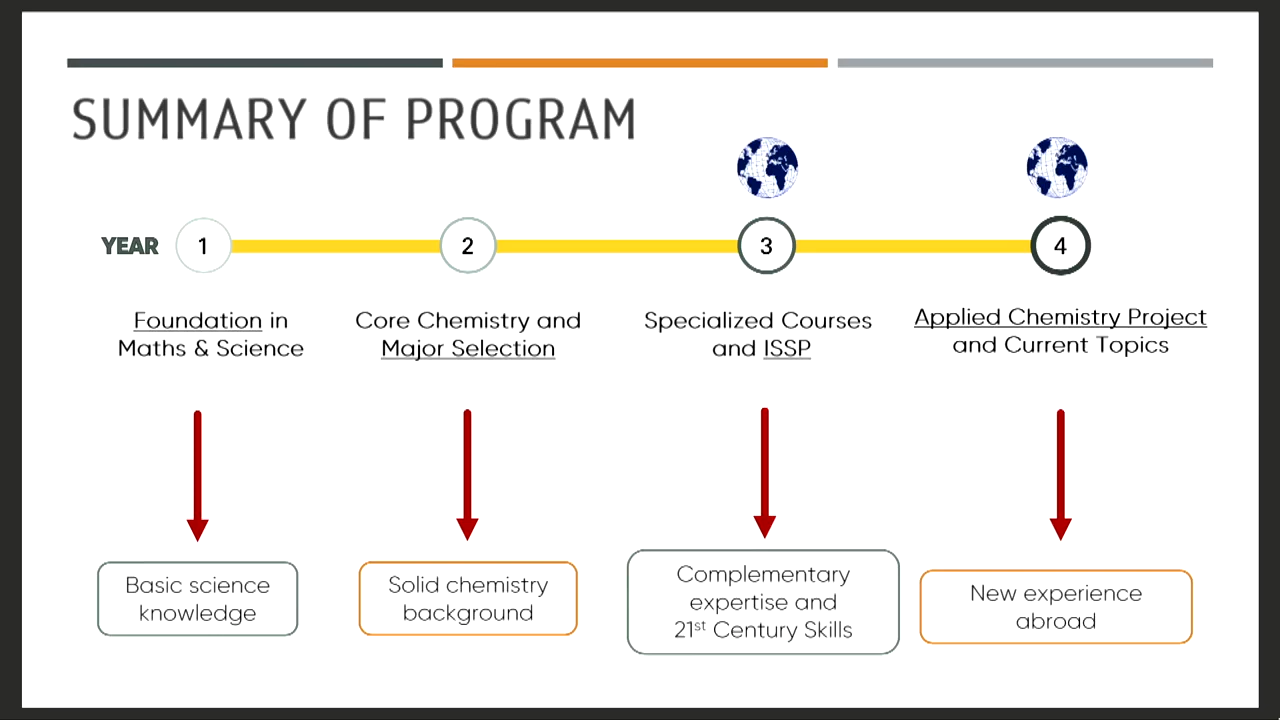 SUMMARY OF PROGRAM
YEAR 1 2 3 4
Foundation in
Maths & Science
Core Chemistry and
Major Selection
Specialized Courses
and ISSP
Applied Chemistry Project
and Current Topics
Basic science
knowledge
Solid chemistry
background
Complementary
expertise and
21st Century Skills
New experience
abroad